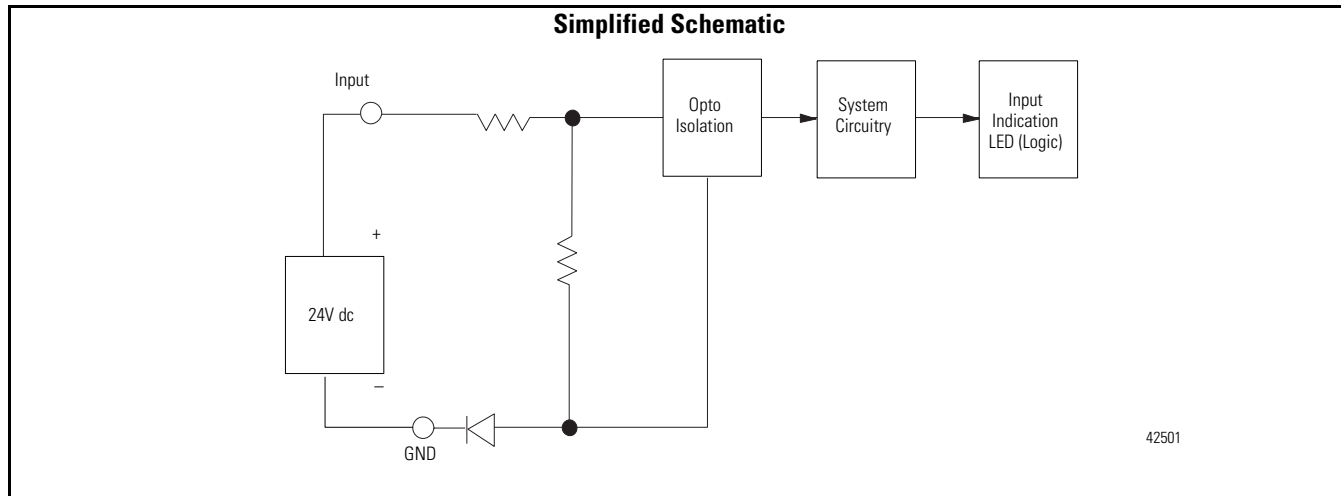 Simplified Schematic
Input
Opto
Isolation
System
Circuitry
Input
Indication
LED (Logic)
+
24V dc
–
GND
42501